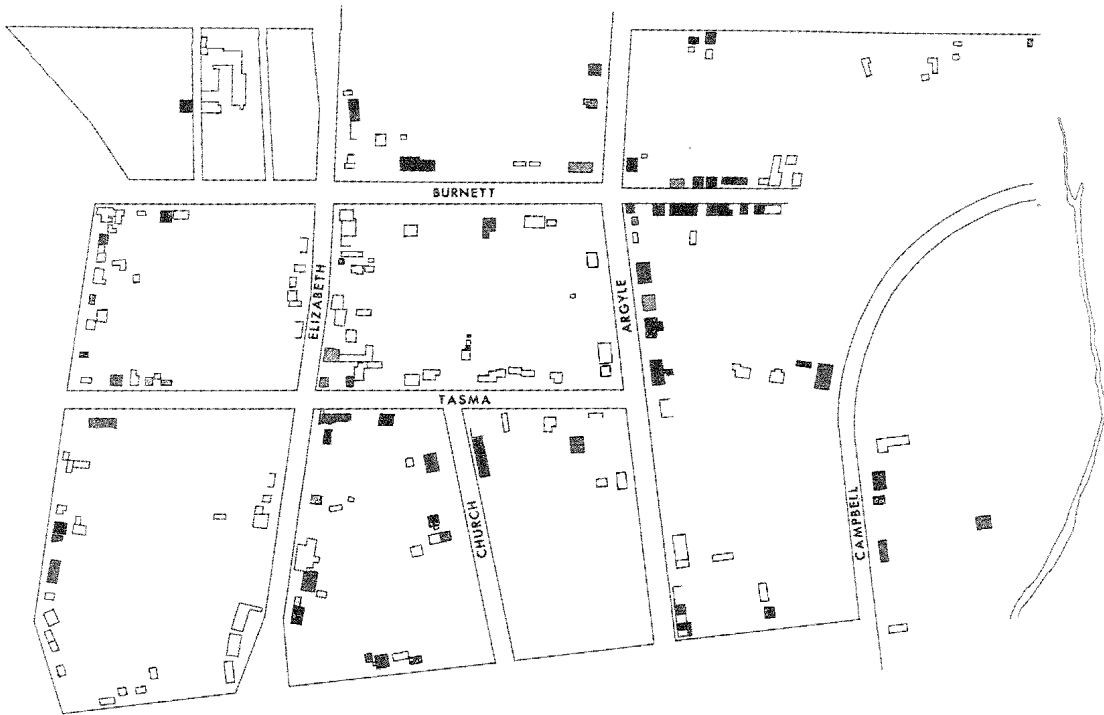 BURNETT
ELIZABETH
ARGYLE
TASMA
CHURCH
CAMPBELL